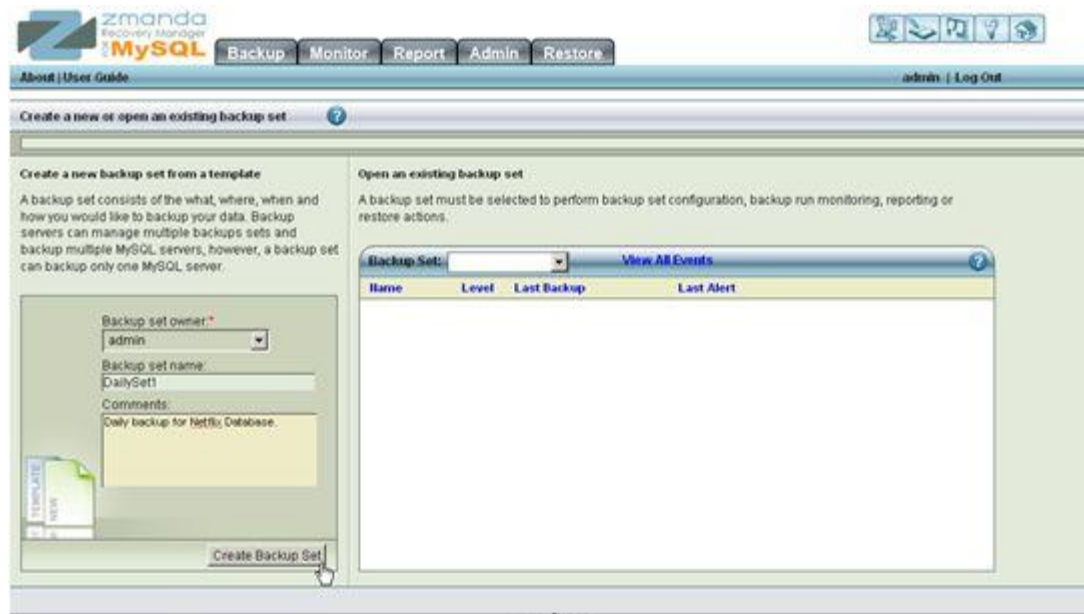 zmanda
Recovery Manager
for MySQL
Backup Monitor Report Admin Restore
About | User Guide
admin | Log Out
Create a new or open an existing backup set ?
Create a new backup set from a template
A backup set consists of the what, where, when and
how you would like to backup your data. Backup
servers can manage multiple backups sets and
backup multiple MySQL servers, however, a backup set
can backup only one MySQL server.
Backup set owner:*
admin
Backup set name:
DailySet1
Comments:
Daily backup for Netflix Database.
TEMPLATE
NEW
Create Backup Set
Open an existing backup set
A backup set must be selected to perform backup set configuration, backup run monitoring, reporting or
restore actions.
Backup Set: View All Events ?
Name Level Last Backup Last Alert